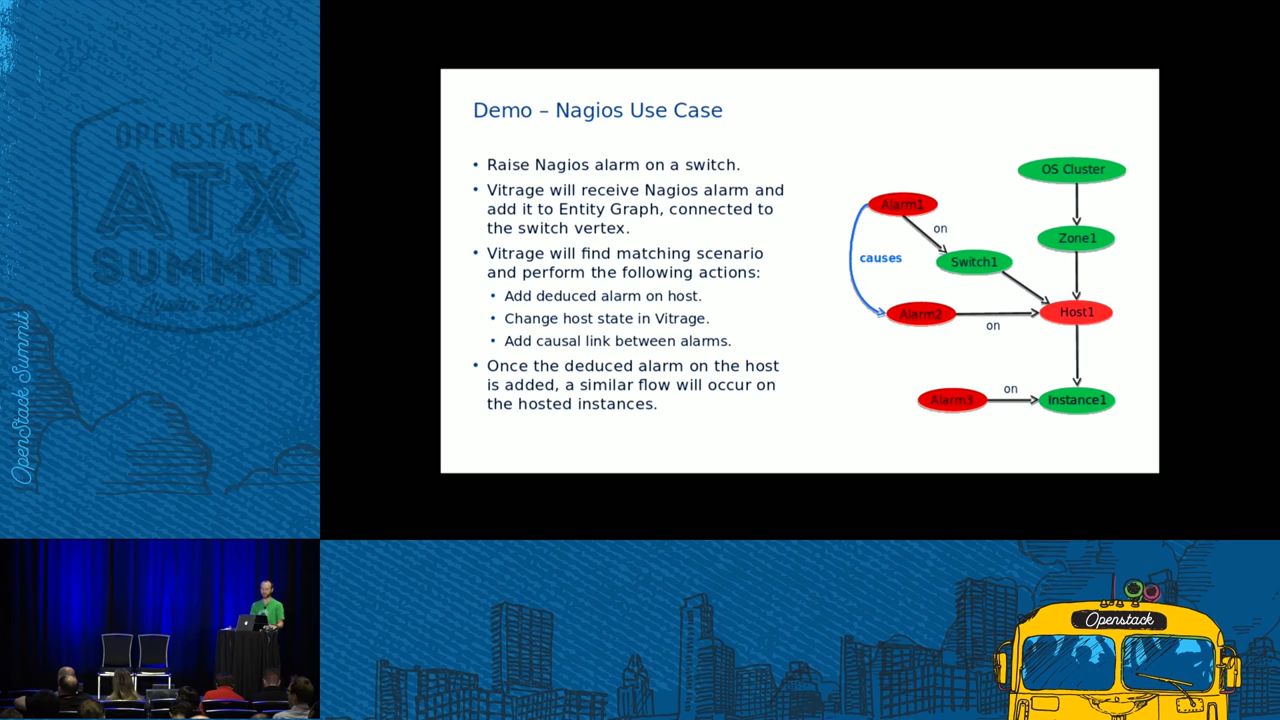 OPENSTACK
ATX
SUMMIT
OpenStack Summit
Demo – Nagios Use Case
• Raise Nagios alarm on a switch.
• Vitrage will receive Nagios alarm and
add it to Entity Graph, connected to
the switch vertex.
• Vitrage will find matching scenario
and perform the following actions:
• Add deduced alarm on host.
• Change host state in Vitrage.
• Add causal link between alarms.
• Once the deduced alarm on the host
is added, a similar flow will occur on
the hosted instances.
OS Cluster
Alarm1
on
Zone1
causes
Switch1
Alarm2
on
Host1
Alarm3
on
Instance1
Openstack